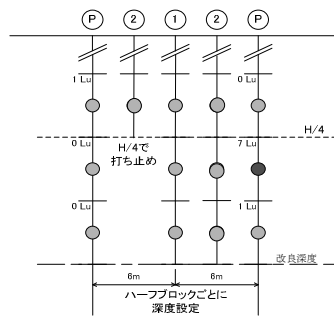 P 2 1 2 P
1 Lu 0 Lu
H/4
0 Lu 7 Lu
H/4で
打ち止め
0 Lu 1 Lu
改良深度
6m 6m
ハーフブロックごとに
深度設定